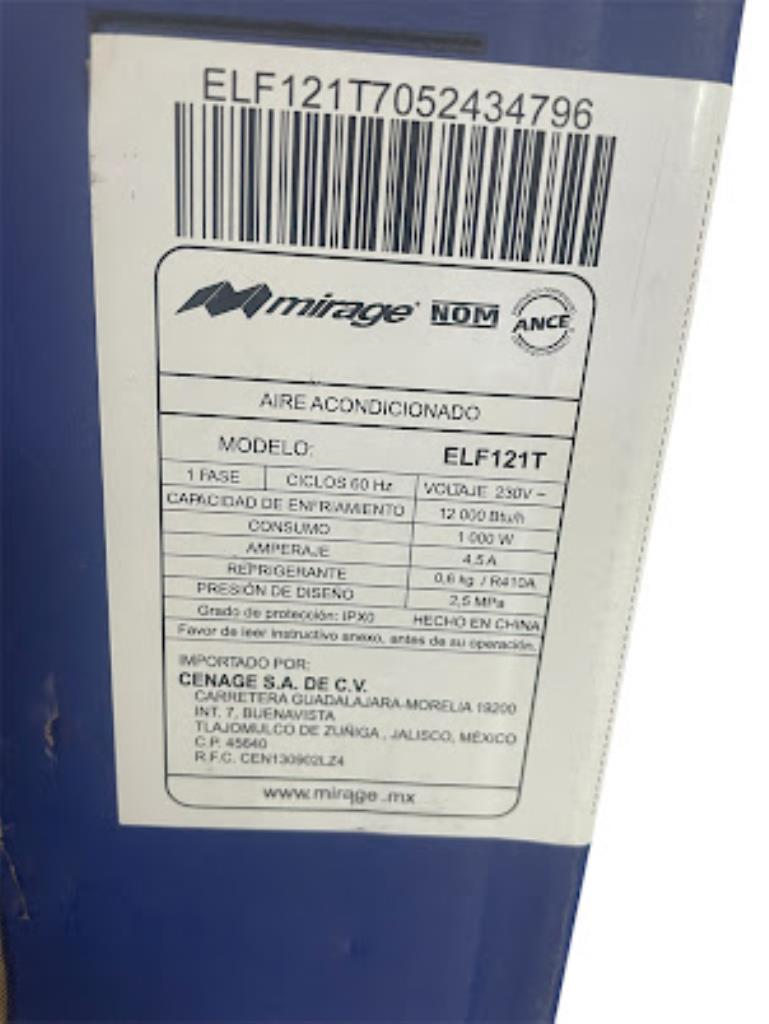 ELF121T7052434796
mirage NOM ANCE
AIRE ACONDICIONADO
MODELO: ELF121T
1 FASE CICLOS 60 Hz VOLTAJE 230V ~
CAPACIDAD DE ENFRIAMIENTO 12 000 Btu/h
CONSUMO 1 000 W
AMPERAJE 4,5 A
REFRIGERANTE 0,6 kg / R410A
PRESIÓN DE DISEÑO 2,5 MPa
Grado de protección: IPX0 HECHO EN CHINA
Favor de leer instructivo anexo, antes de su operación.
IMPORTADO POR:
CENAGE S.A. DE C.V.
CARRETERA GUADALAJARA-MORELIA 19200
INT. 7, BUENAVISTA
TLAJOMULCO DE ZUÑIGA , JALISCO, MÉXICO
C.P. 45640
R.F.C. CEN130902LZ4
www.mirage.mx